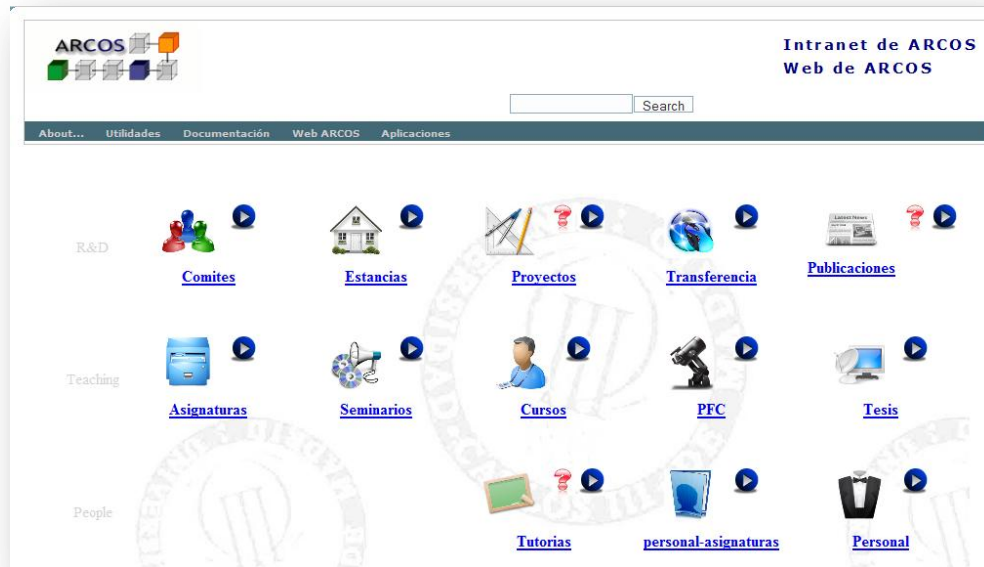 ARCOS
Intranet de ARCOS
Web de ARCOS
Search
About... Utilidades Documentación Web ARCOS Aplicaciones
R&D
Comites Estancias Proyectos Transferencia Publicaciones
Teaching
Asignaturas Seminarios Cursos PFC Tesis
People
Tutorias personal-asignaturas Personal